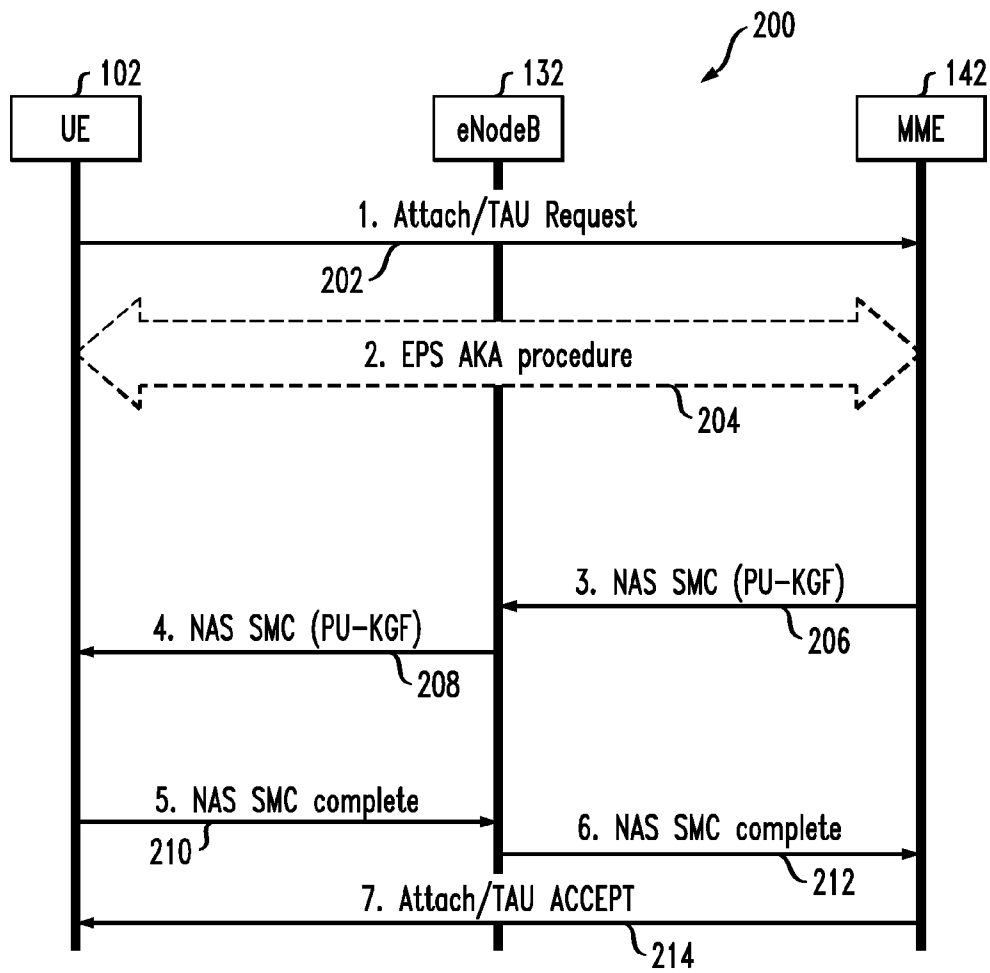 200
102
132
142
UE
eNodeB
MME
1. Attach/TAU Request
202
2. EPS AKA procedure
204
3. NAS SMC (PU-KGF)
206
4. NAS SMC (PU-KGF)
208
5. NAS SMC complete
210
6. NAS SMC complete
212
7. Attach/TAU ACCEPT
214